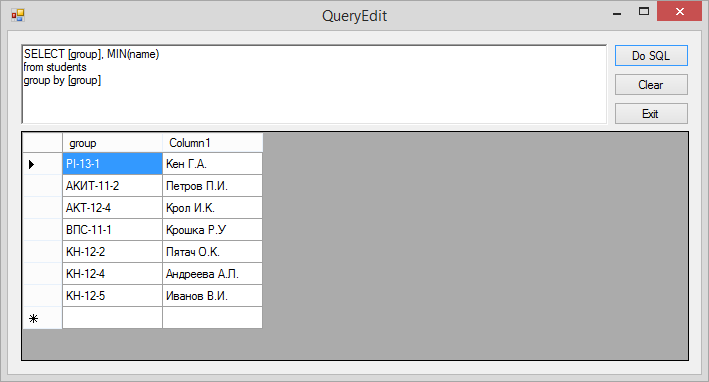 QueryEdit
SELECT [group], MIN(name)
from students
group by [group]
Do SQL
Clear
Exit
group Column1
PI-13-1 Кен Г.А.
АКИТ-11-2 Петров П.И.
АКТ-12-4 Крол И.К.
ВПС-11-1 Крошка Р.У
КН-12-2 Пятач О.К.
КН-12-4 Андреева А.Л.
КН-12-5 Иванов В.И.